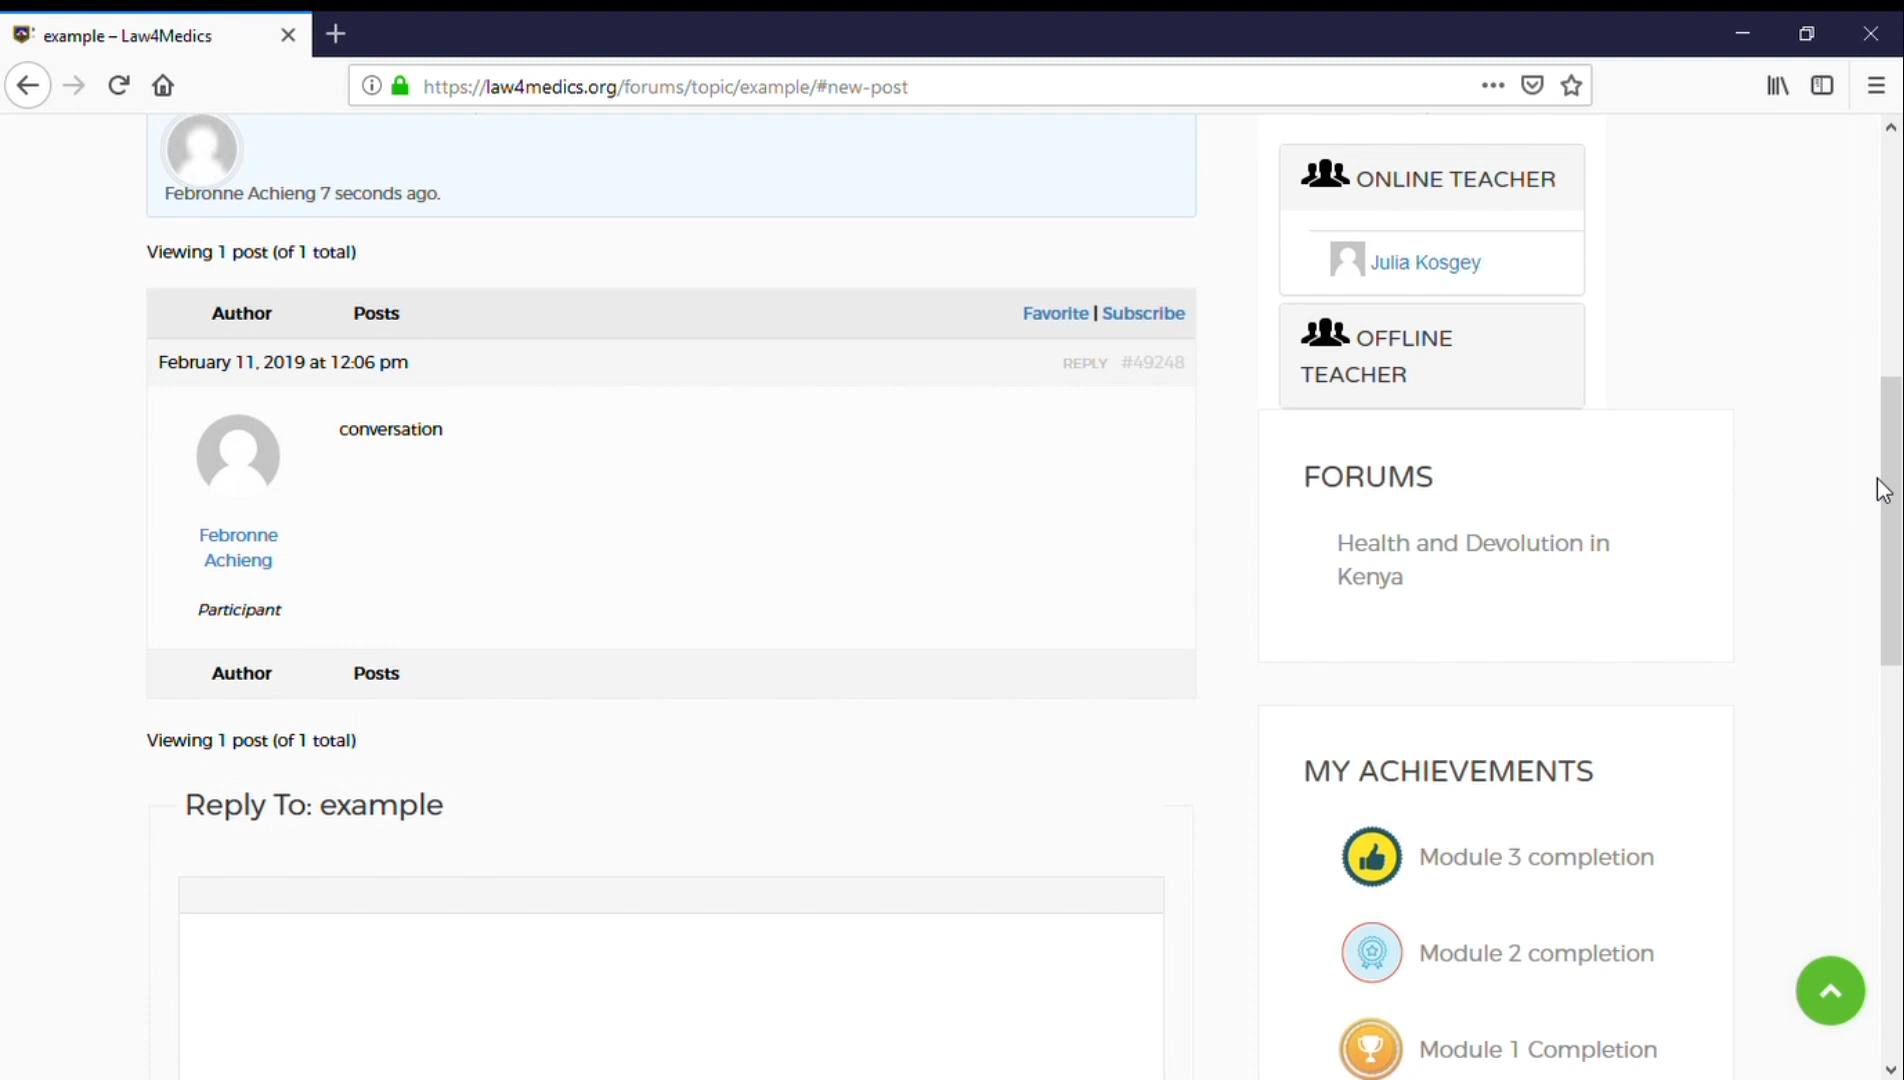 example – Law4Medics
https://law4medics.org/forums/topic/example/#new-post
Febronne Achieng 7 seconds ago.
Viewing 1 post (of 1 total)
Author Posts Favorite | Subscribe
February 11, 2019 at 12:06 pm REPLY #49248
conversation
Febronne
Achieng
Participant
Author Posts
Viewing 1 post (of 1 total)
Reply To: example
ONLINE TEACHER
Julia Kosgey
OFFLINE
TEACHER
FORUMS
Health and Devolution in
Kenya
MY ACHIEVEMENTS
Module 3 completion
Module 2 completion
Module 1 Completion